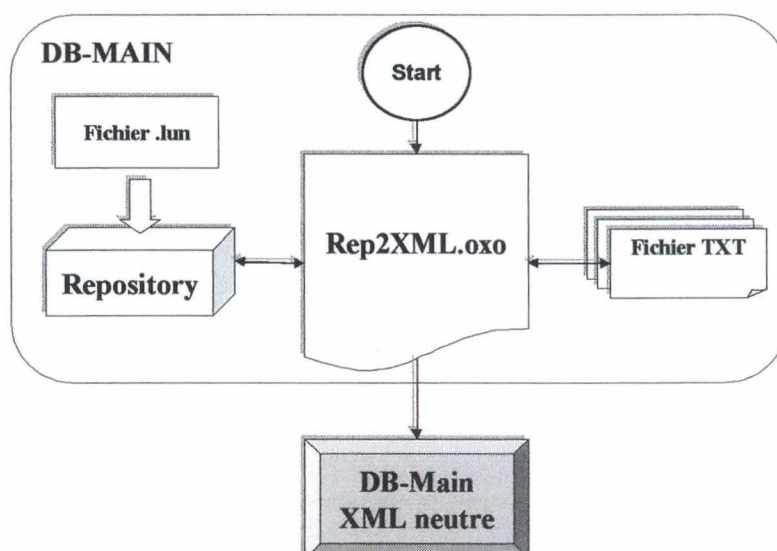 DB-MAIN
Start
Fichier .lun
Repository
Rep2XML.oxo
Fichier TXT
DB-Main
XML neutre